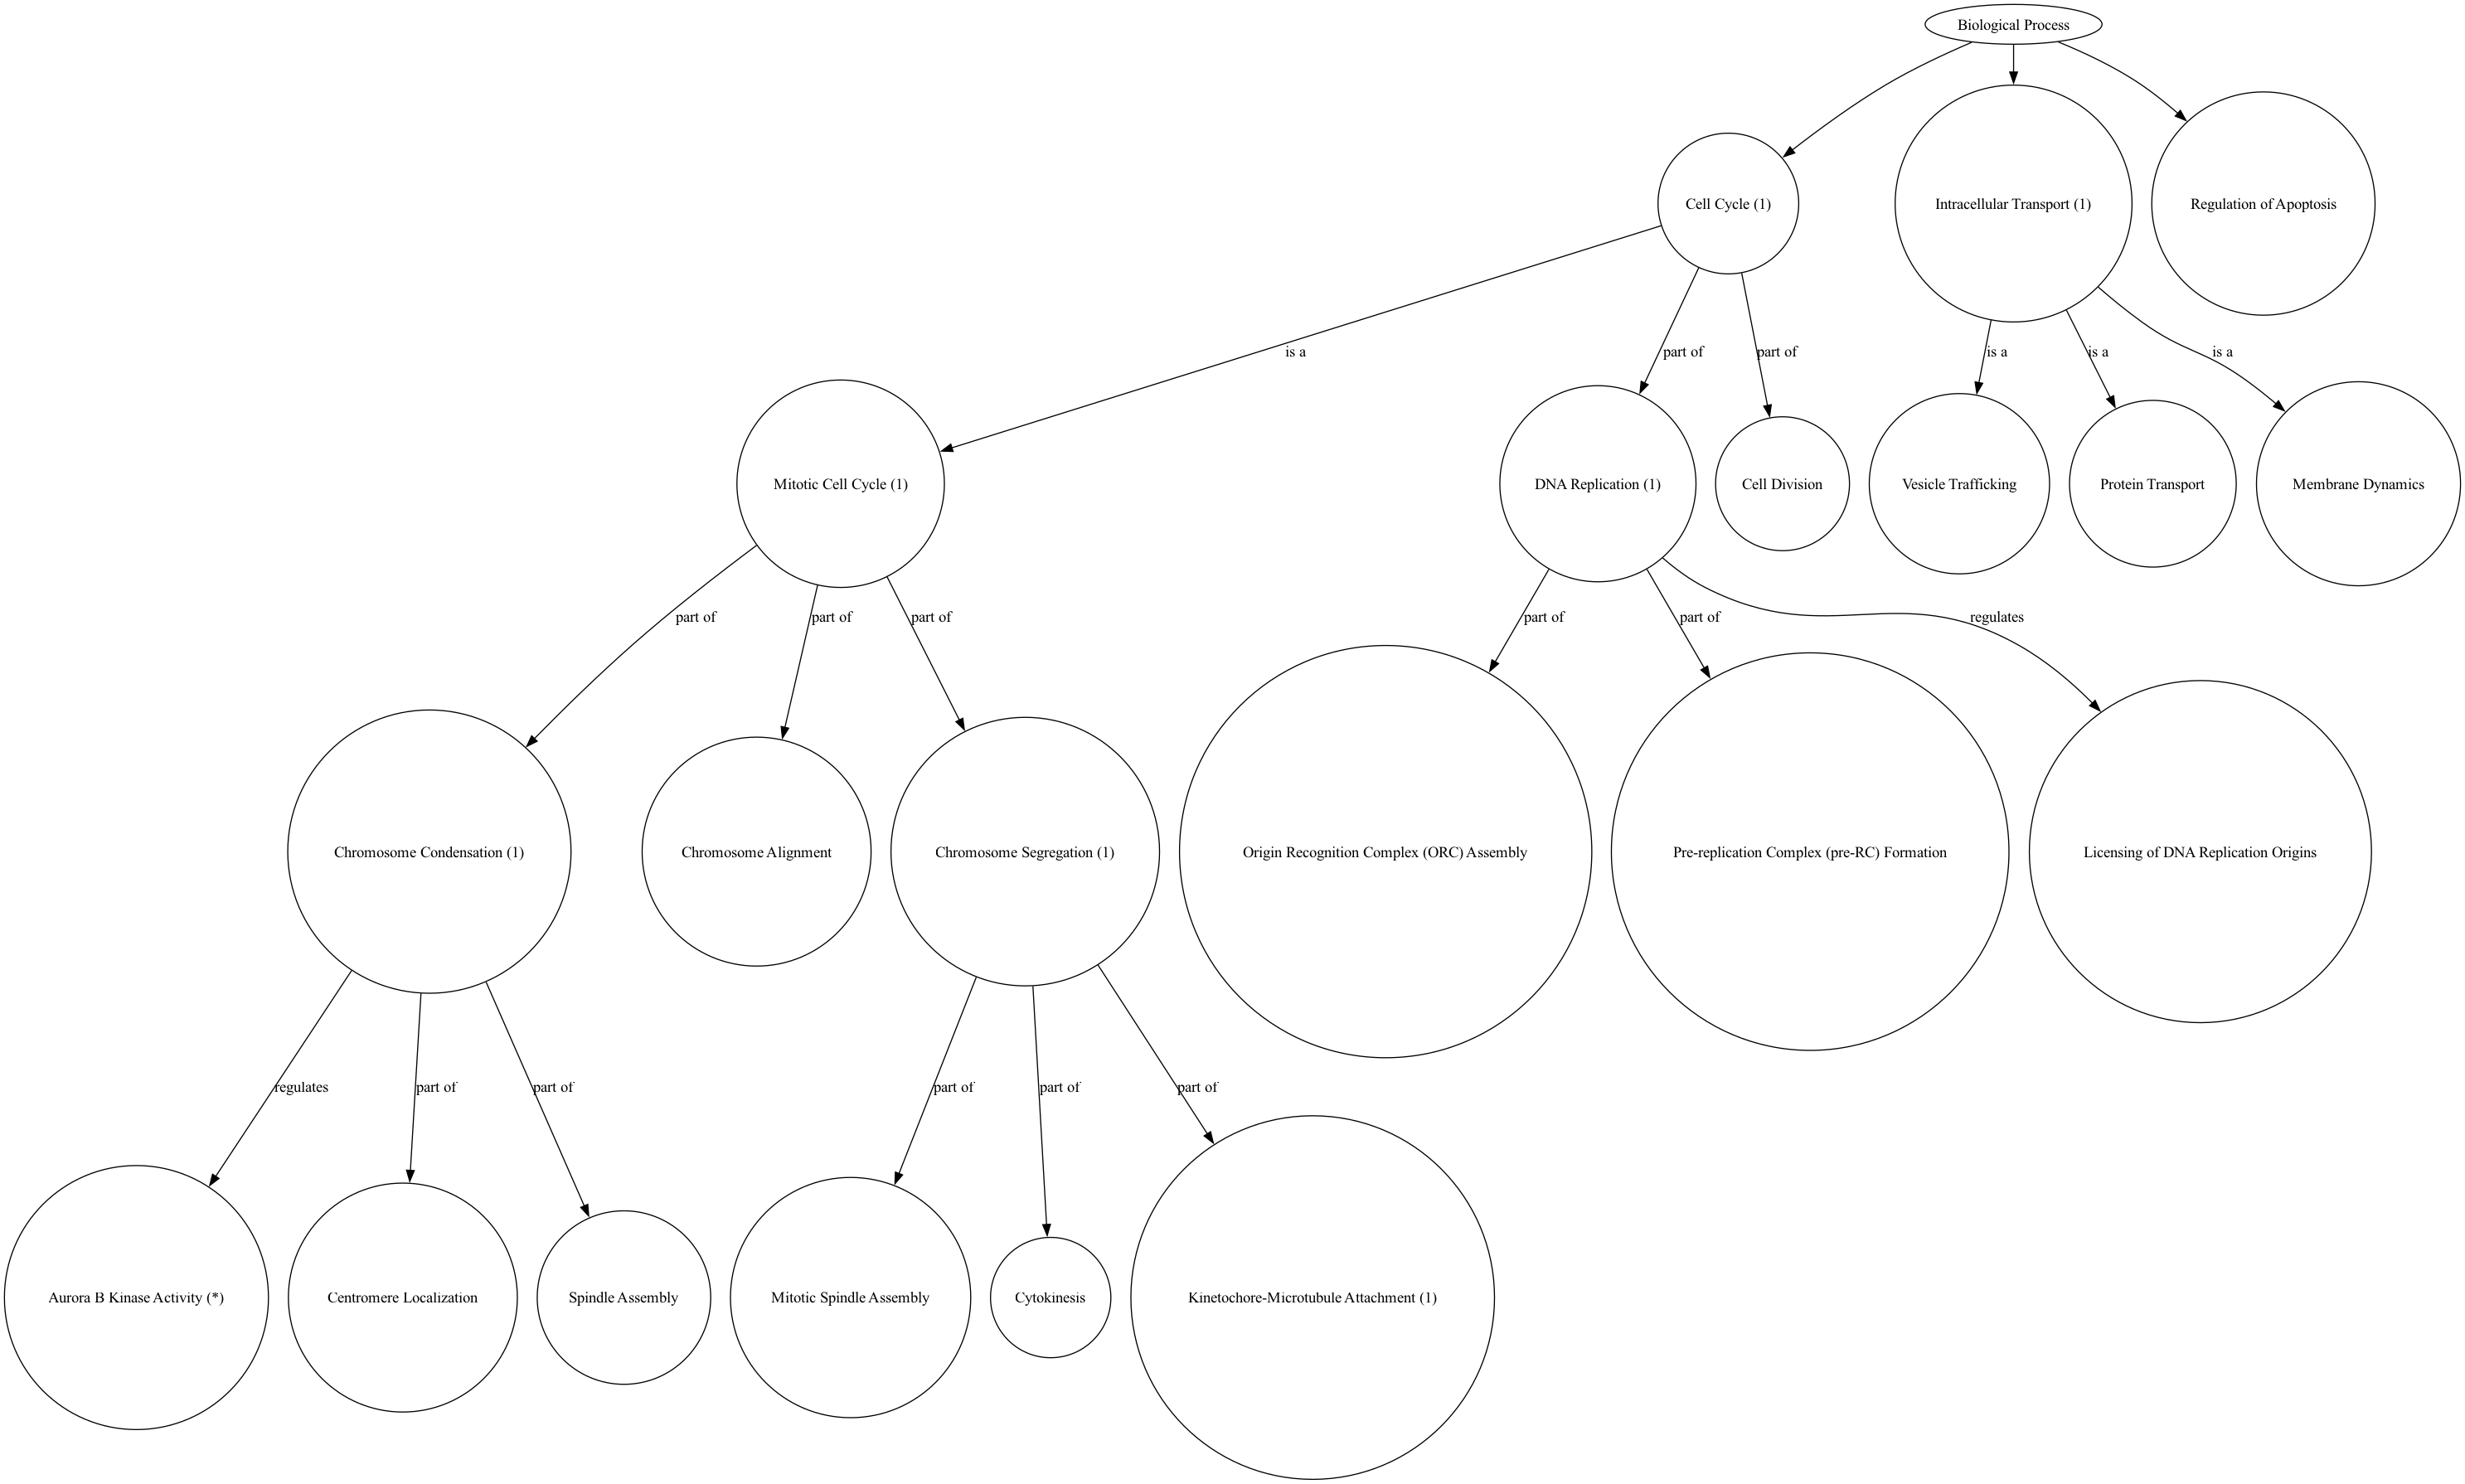 Biological Process
Cell Cycle (1)
Intracellular Transport (1)
Regulation of Apoptosis
is a
part of
part of
is a
is a
is a
Mitotic Cell Cycle (1)
DNA Replication (1)
Cell Division
Vesicle Trafficking
Protein Transport
Membrane Dynamics
part of
part of
part of
part of
part of
regulates
Chromosome Condensation (1)
Chromosome Alignment
Chromosome Segregation (1)
Origin Recognition Complex (ORC) Assembly
Pre-replication Complex (pre-RC) Formation
Licensing of DNA Replication Origins
regulates
part of
part of
part of
part of
part of
Aurora B Kinase Activity (*)
Centromere Localization
Spindle Assembly
Mitotic Spindle Assembly
Cytokinesis
Kinetochore-Microtubule Attachment (1)